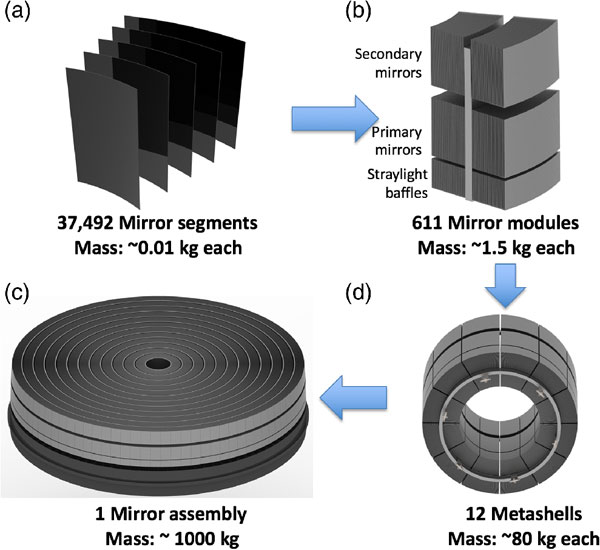 (a)
(b)
Secondary
mirrors
Primary
mirrors
Straylight
baffles
37,492 Mirror segments
Mass: ~0.01 kg each
611 Mirror modules
Mass: ~1.5 kg each
(c)
(d)
1 Mirror assembly
Mass: ~ 1000 kg
12 Metashells
Mass: ~80 kg each